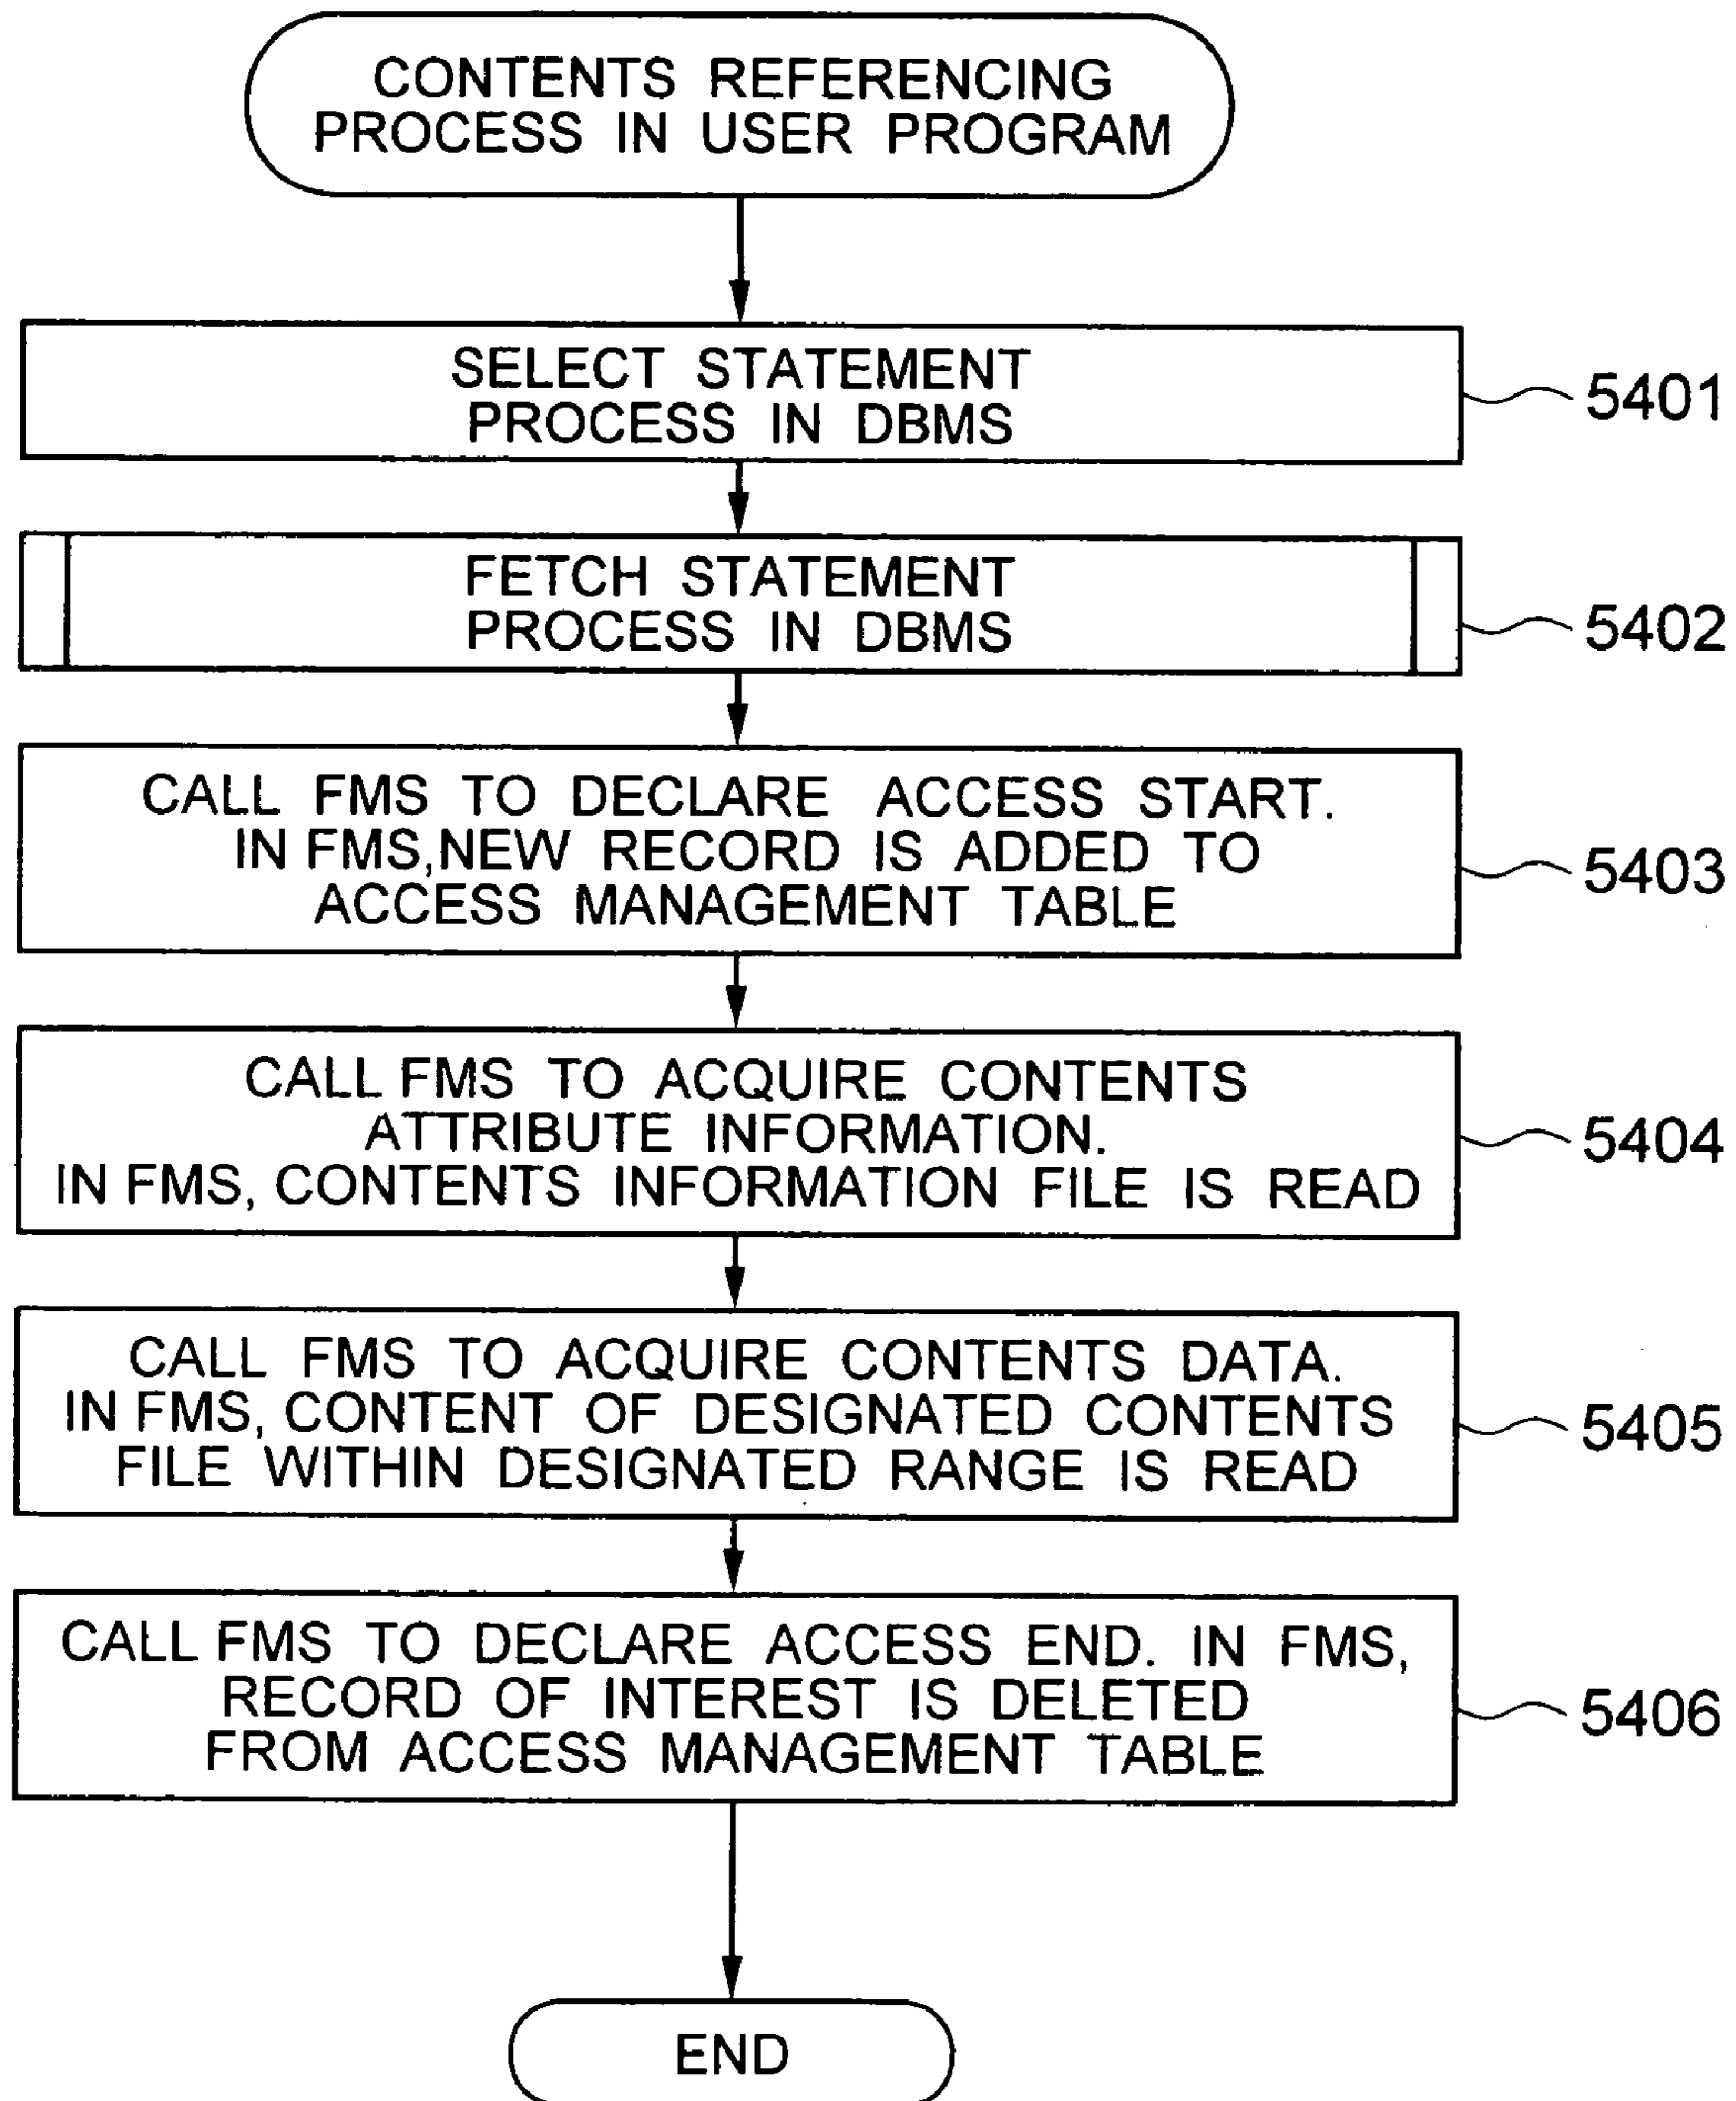 CONTENTS REFERENCING
PROCESS IN USER PROGRAM
SELECT STATEMENT
PROCESS IN DBMS
5401
FETCH STATEMENT
PROCESS IN DBMS
5402
CALL FMS TO DECLARE ACCESS START.
IN FMS,NEW RECORD IS ADDED TO
ACCESS MANAGEMENT TABLE
5403
CALL FMS TO ACQUIRE CONTENTS
ATTRIBUTE INFORMATION.
IN FMS, CONTENTS INFORMATION FILE IS READ
5404
CALL FMS TO ACQUIRE CONTENTS DATA.
IN FMS, CONTENT OF DESIGNATED CONTENTS
FILE WITHIN DESIGNATED RANGE IS READ
5405
CALL FMS TO DECLARE ACCESS END. IN FMS,
RECORD OF INTEREST IS DELETED
FROM ACCESS MANAGEMENT TABLE
5406
END